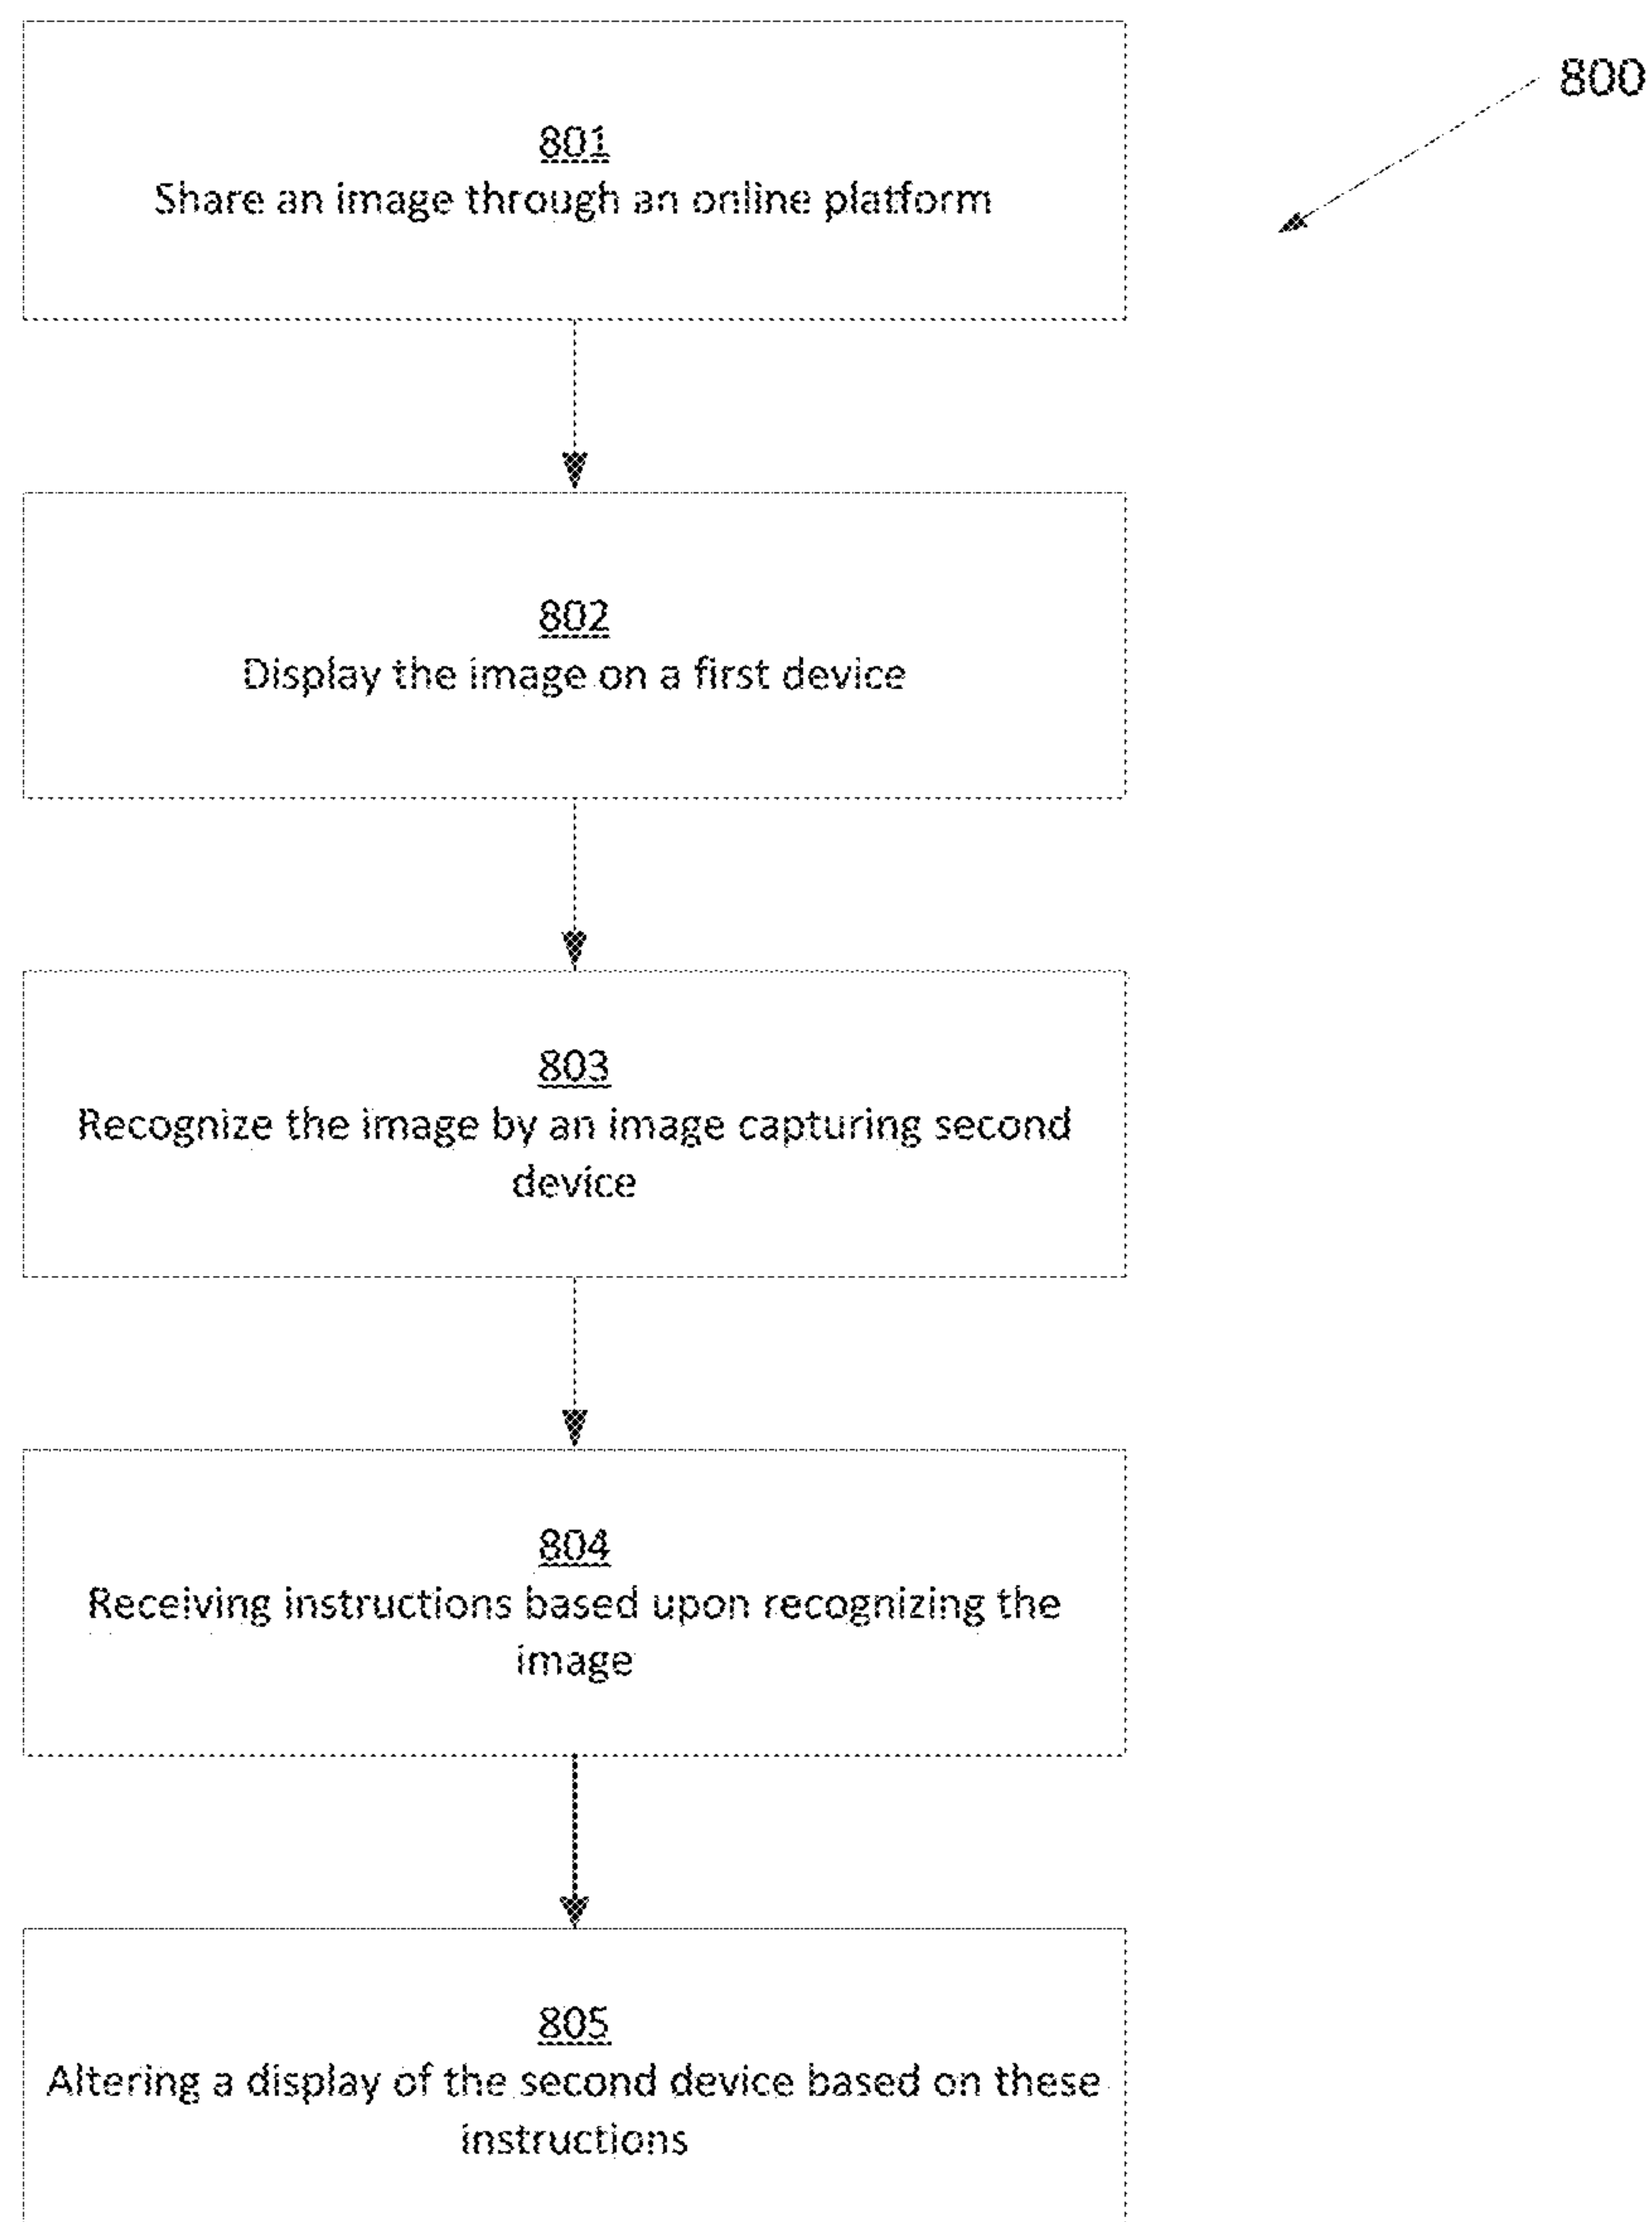 800
801
Share an image through an online platform
802
Display the image on a first device
803
Recognize the image by an image capturing second
device
804
Receiving instructions based upon recognizing the
image
805
Altering a display of the second device based on these
instructions